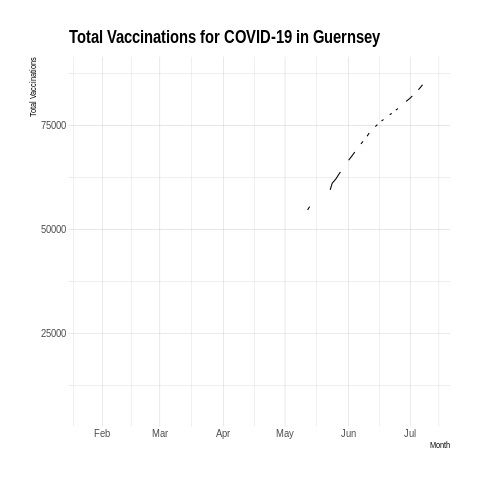 Total Vaccinations for COVID-19 in Guernsey
Total Vaccinations
75000
50000
25000
Feb Mar Apr May Jun Jul
Month